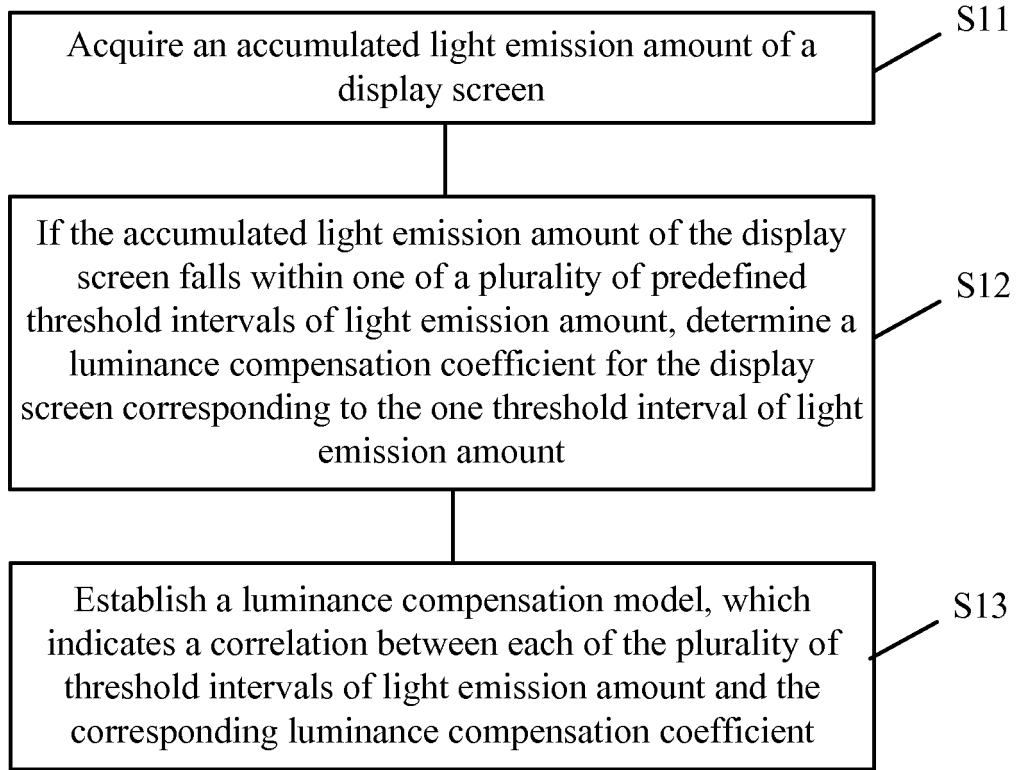 S11
Acquire an accumulated light emission amount of a
display screen
If the accumulated light emission amount of the display
screen falls within one of a plurality of predefined
threshold intervals of light emission amount, determine a
luminance compensation coefficient for the display
screen corresponding to the one threshold interval of light
emission amount
S12
Establish a luminance compensation model, which
indicates a correlation between each of the plurality of
threshold intervals of light emission amount and the
corresponding luminance compensation coefficient
S13